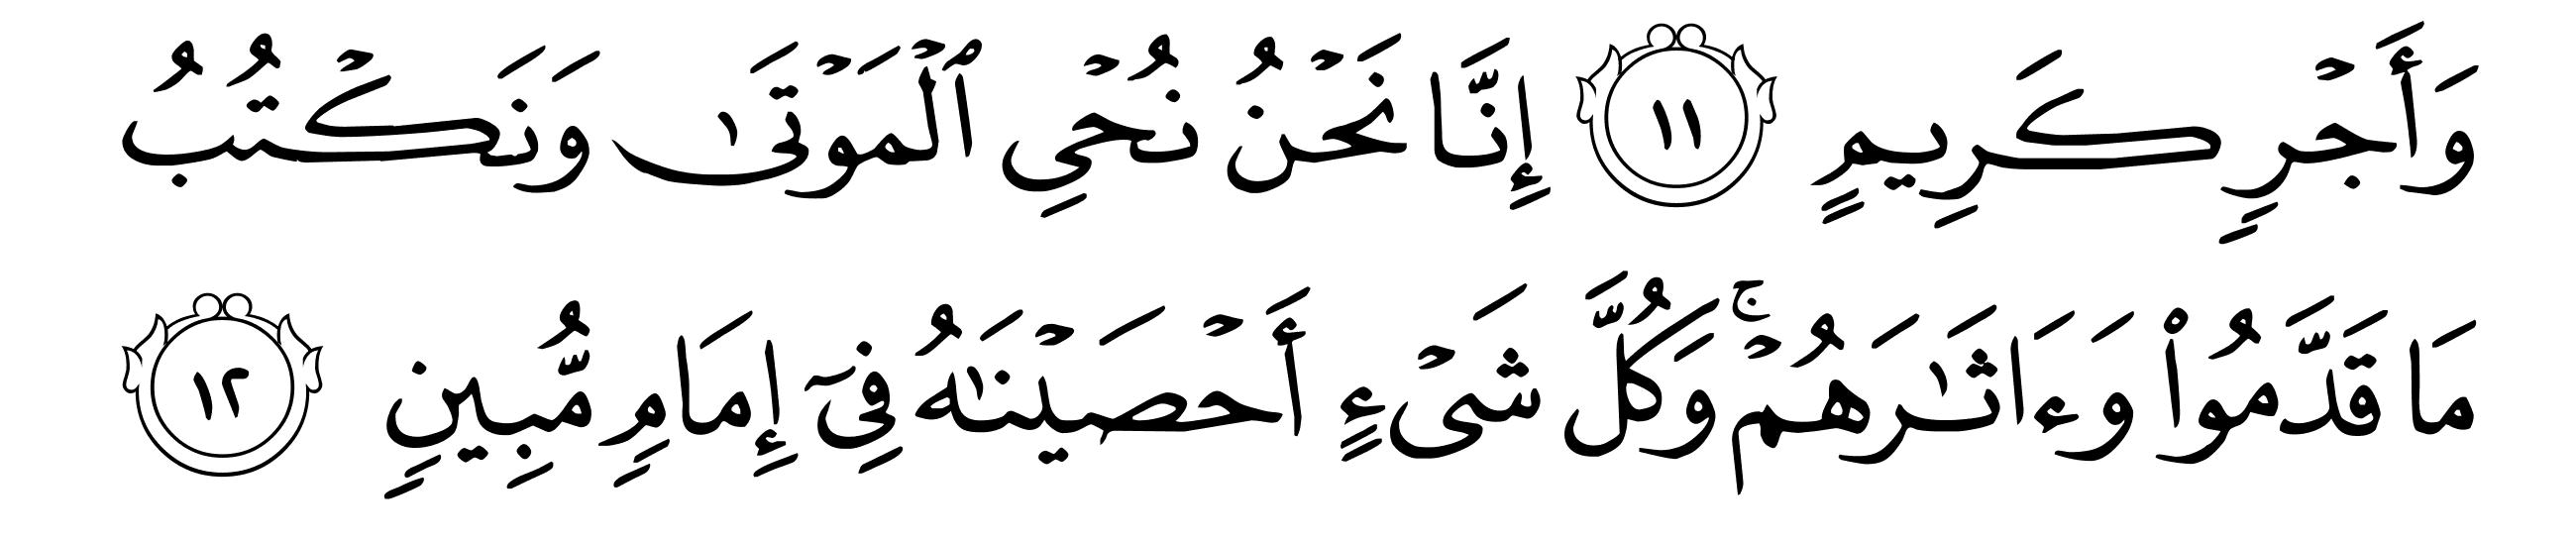 وَأَجْرٍ كَرِيمٍ ١١ إِنَّا نَحْنُ نُحْىِ ٱلْمَوْتَىٰ وَنَكْتُبُ
مَا قَدَّمُوا۟ وَءَاثَـٰرَهُمْ ۚ وَكُلَّ شَىْءٍ أَحْصَيْنَـٰهُ فِىٓ إِمَامٍ مُّبِينٍ ١٢